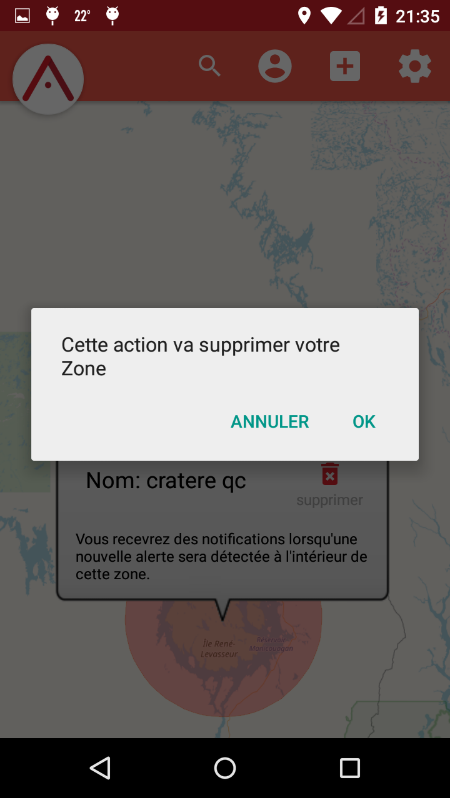 22°
21:35
Cette action va supprimer votre
Zone
ANNULER
OK
Nom: cratere qc
supprimer
Vous recevrez des notifications lorsqu'une
nouvelle alerte sera détectée à l'intérieur de
cette zone.
Île René-
Levasseur